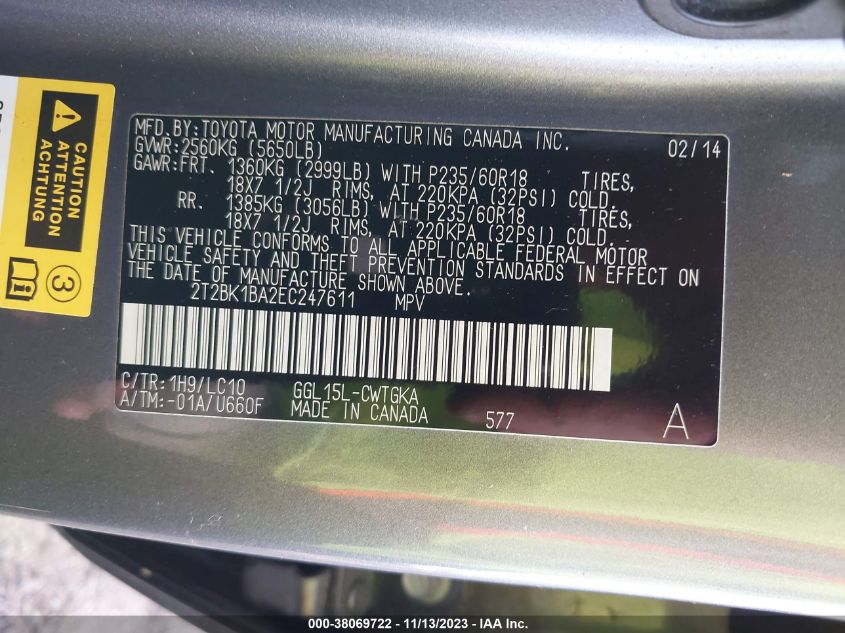 MFD.BY:TOYOTA MOTOR MANUFACTURING CANADA INC. 02/14
GVWR:2560KG (5650LB)
GAWR:FRT. 1360KG (2999LB) WITH P235/60R18 TIRES,
18X7 1/2J RIMS, AT 220KPA (32PSI) COLD.
RR. 1385KG (3056LB) WITH P235/60R18 TIRES,
18X7 1/2J RIMS, AT 220KPA (32PSI) COLD.
THIS VEHICLE CONFORMS TO ALL APPLICABLE FEDERAL MOTOR
VEHICLE SAFETY AND THEFT PREVENTION STANDARDS IN EFFECT ON
THE DATE OF MANUFACTURE SHOWN ABOVE.
2T2BK1BA2EC247611 MPV
C/TR:1H9/LC10 GGL15L-CWTGKA
A/TM:-01A/U660F MADE IN CANADA 577 A
CAUTION
ATTENTION
ACHTUNG
3
000-38069722 - 11/13/2023 - IAA Inc.